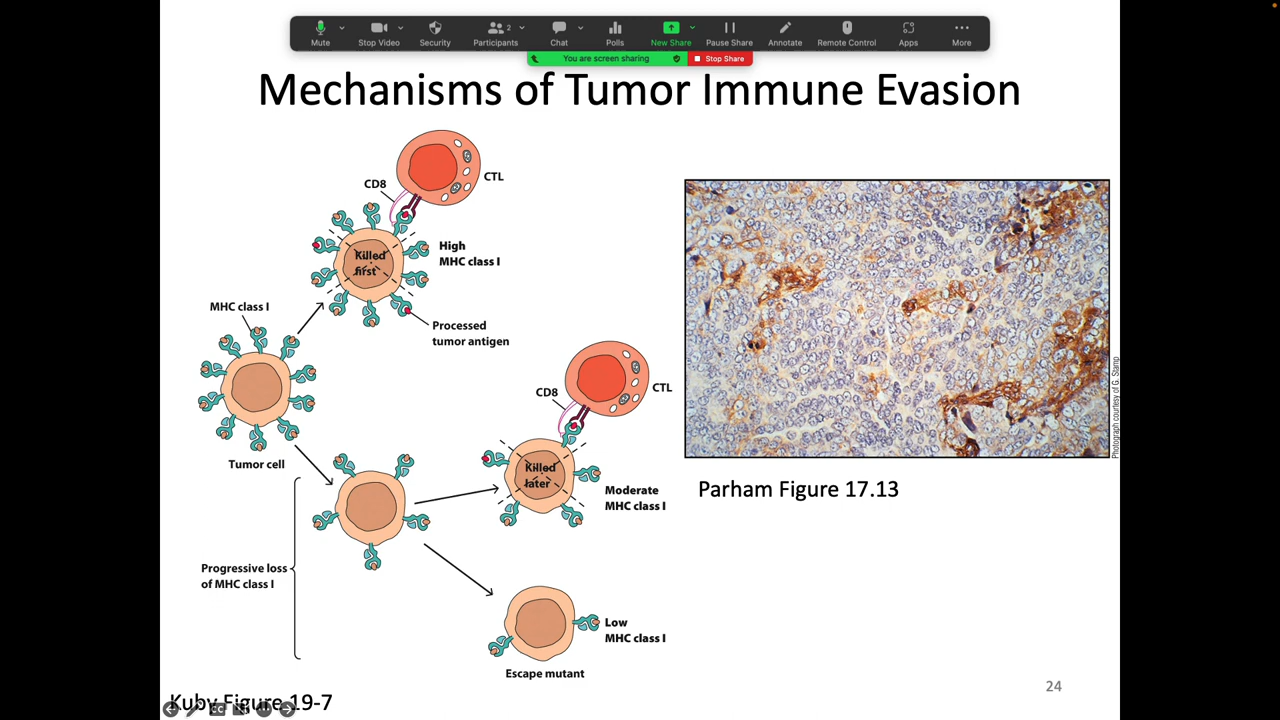 Mute
Stop Video
Security
Participants
2
Chat
Polls
New Share
Pause Share
Annotate
Remote Control
Apps
More
You are screen sharing
Stop Share
Mechanisms of Tumor Immune Evasion
CD8
CTL
Killed
first
High
MHC class I
MHC class I
Processed
tumor antigen
Tumor cell
CD8
CTL
Killed
later
Moderate
MHC class I
Progressive loss
of MHC class I
Low
MHC class I
Escape mutant
Photograph courtesy of G. Stamp
Parham Figure 17.13
24
Kuby Figure 19-7
CC